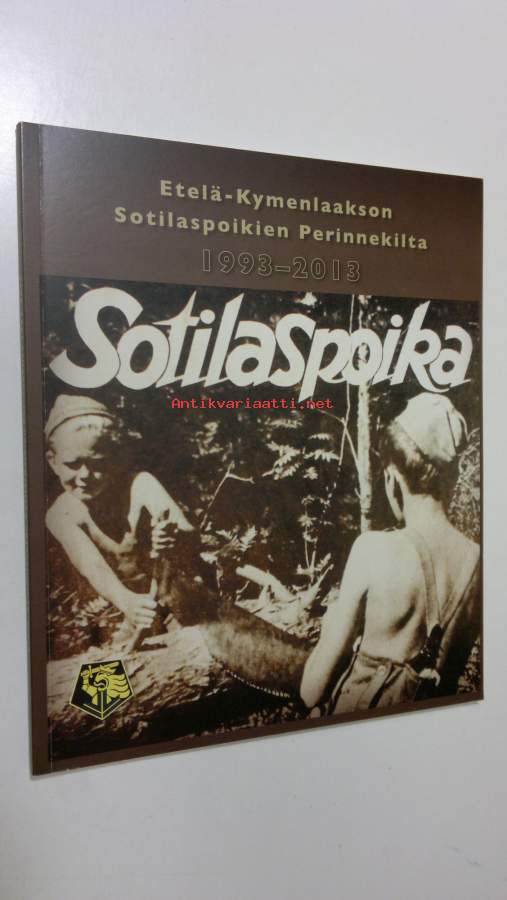 Etelä-Kymenlaakson
Sotilaspoikien Perinnekilta
1993–2013
Sotilaspoika
Antikvariaatti.net